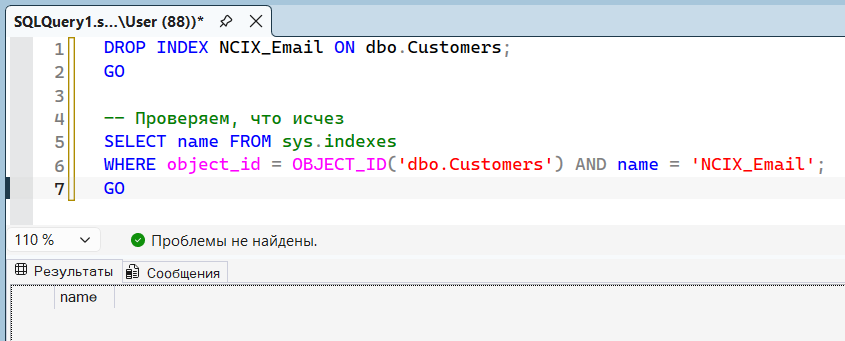 SQLQuery1.s...\User (88))*
1 DROP INDEX NCIX_Email ON dbo.Customers;
2 GO
3
4 -- Проверяем, что исчез
5 SELECT name FROM sys.indexes
6 WHERE object_id = OBJECT_ID('dbo.Customers') AND name = 'NCIX_Email';
7 GO
110 % Проблемы не найдены.
Результаты Сообщения
name